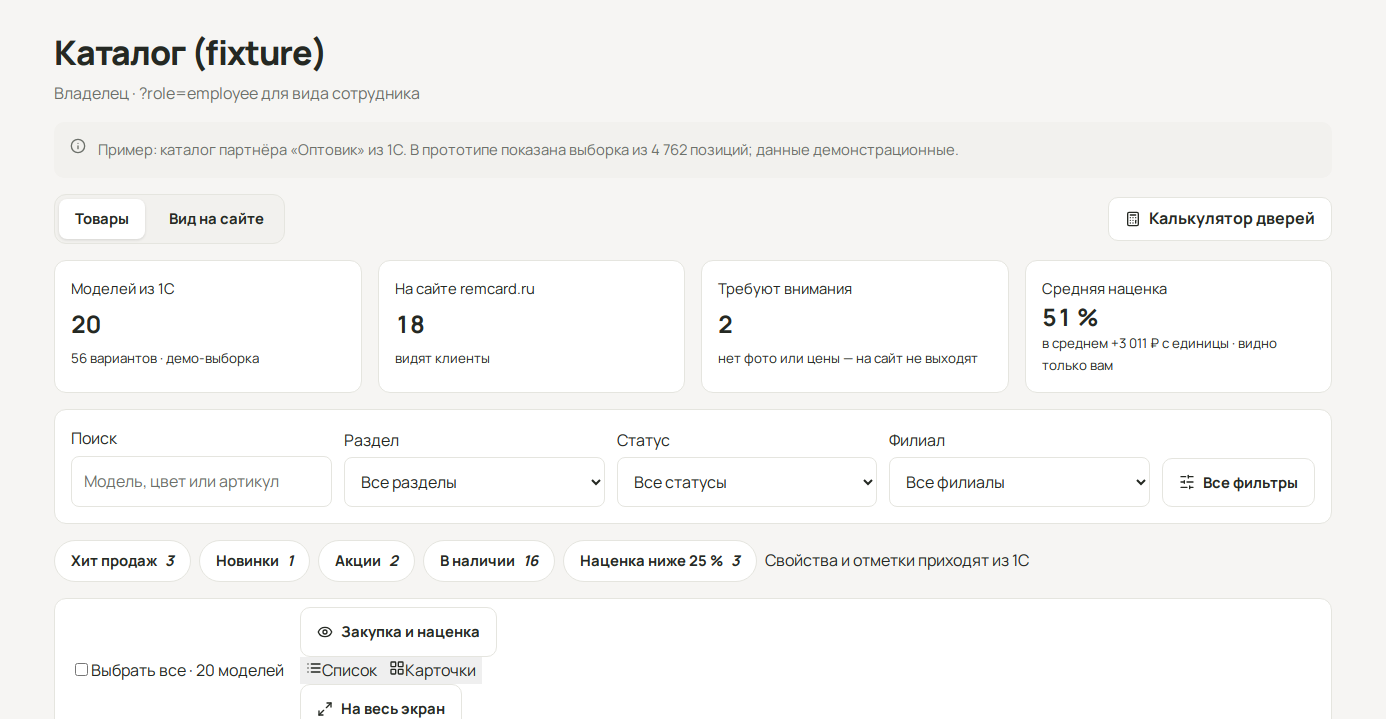 Каталог (fixture)
Владелец · ?role=employee для вида сотрудника
Пример: каталог партнёра «Оптовик» из 1С. В прототипе показана выборка из 4 762 позиций; данные демонстрационные.
Товары
Вид на сайте
Калькулятор дверей
Моделей из 1С
20
56 вариантов · демо-выборка
На сайте remcard.ru
18
видят клиенты
Требуют внимания
2
нет фото или цены — на сайт не выходят
Средняя наценка
51 %
в среднем +3 011 ₽ с единицы · видно
только вам
Поиск
Модель, цвет или артикул
Раздел
Все разделы
Статус
Все статусы
Филиал
Все филиалы
Все фильтры
Хит продаж 3
Новинки 1
Акции 2
В наличии 16
Наценка ниже 25 % 3
Свойства и отметки приходят из 1С
Выбрать все · 20 моделей
Закупка и наценка
Список
Карточки
На весь экран